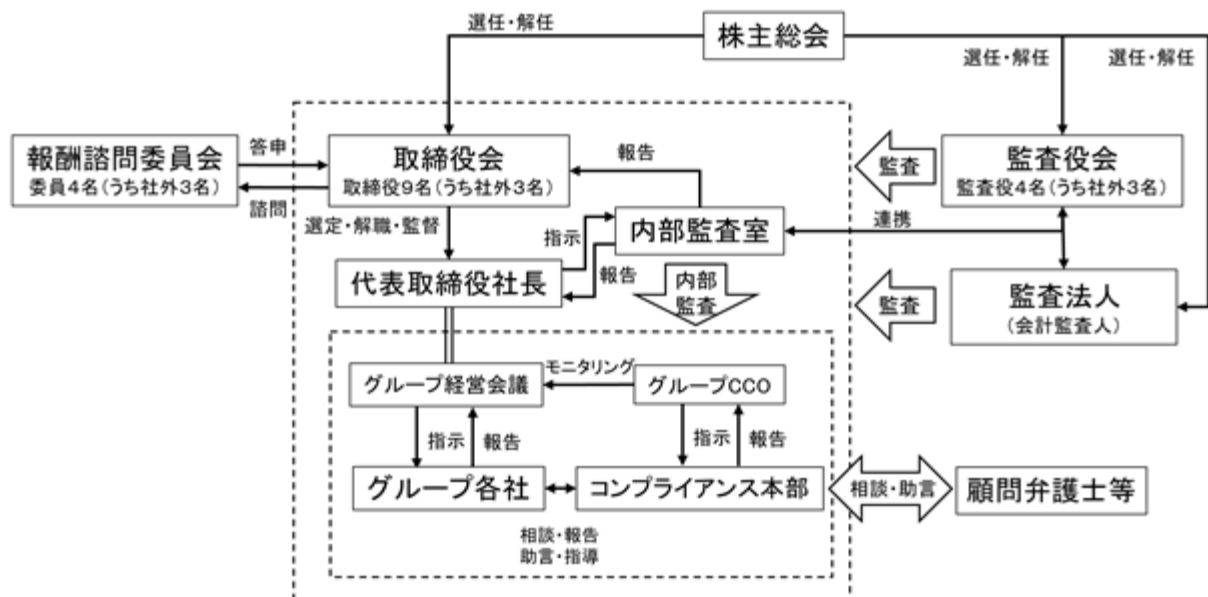 選任・解任
株主総会
選任・解任
選任・解任
報酬諮問委員会
委員4名(うち社外3名)
答申
諮問
取締役会
取締役9名(うち社外3名)
報告
監査
監査役会
監査役4名(うち社外3名)
選定・解職・監督
指示
内部監査室
連携
代表取締役社長
報告
内部
監査
監査
監査法人
(会計監査人)
グループ経営会議
モニタリング
グループCCO
指示
報告
指示
報告
グループ各社
コンプライアンス本部
相談・助言
顧問弁護士等
相談・報告
助言・指導